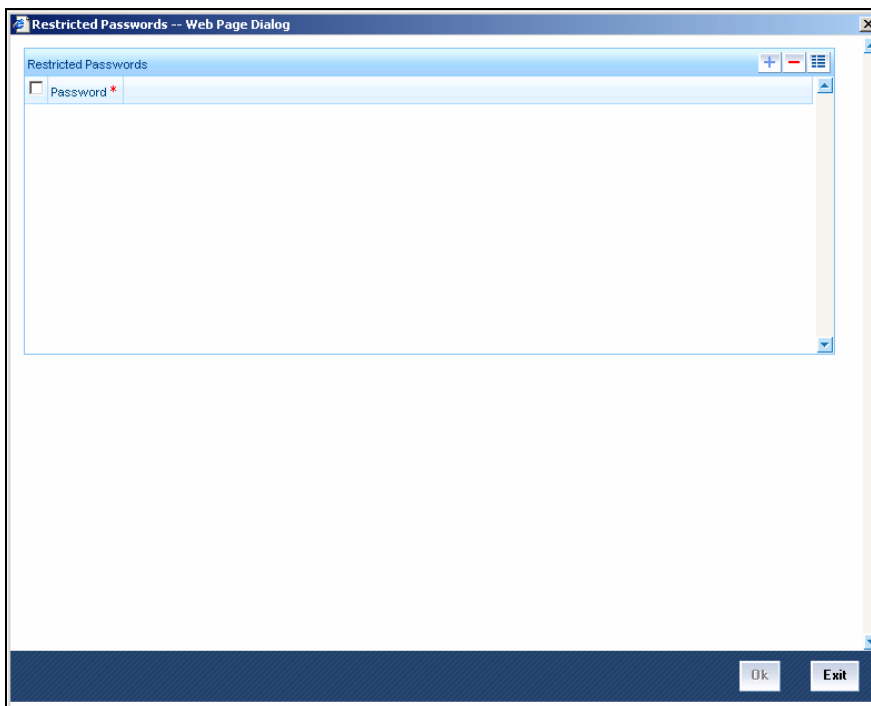 Restricted Passwords -- Web Page Dialog
Restricted Passwords
Password *
Ok
Exit